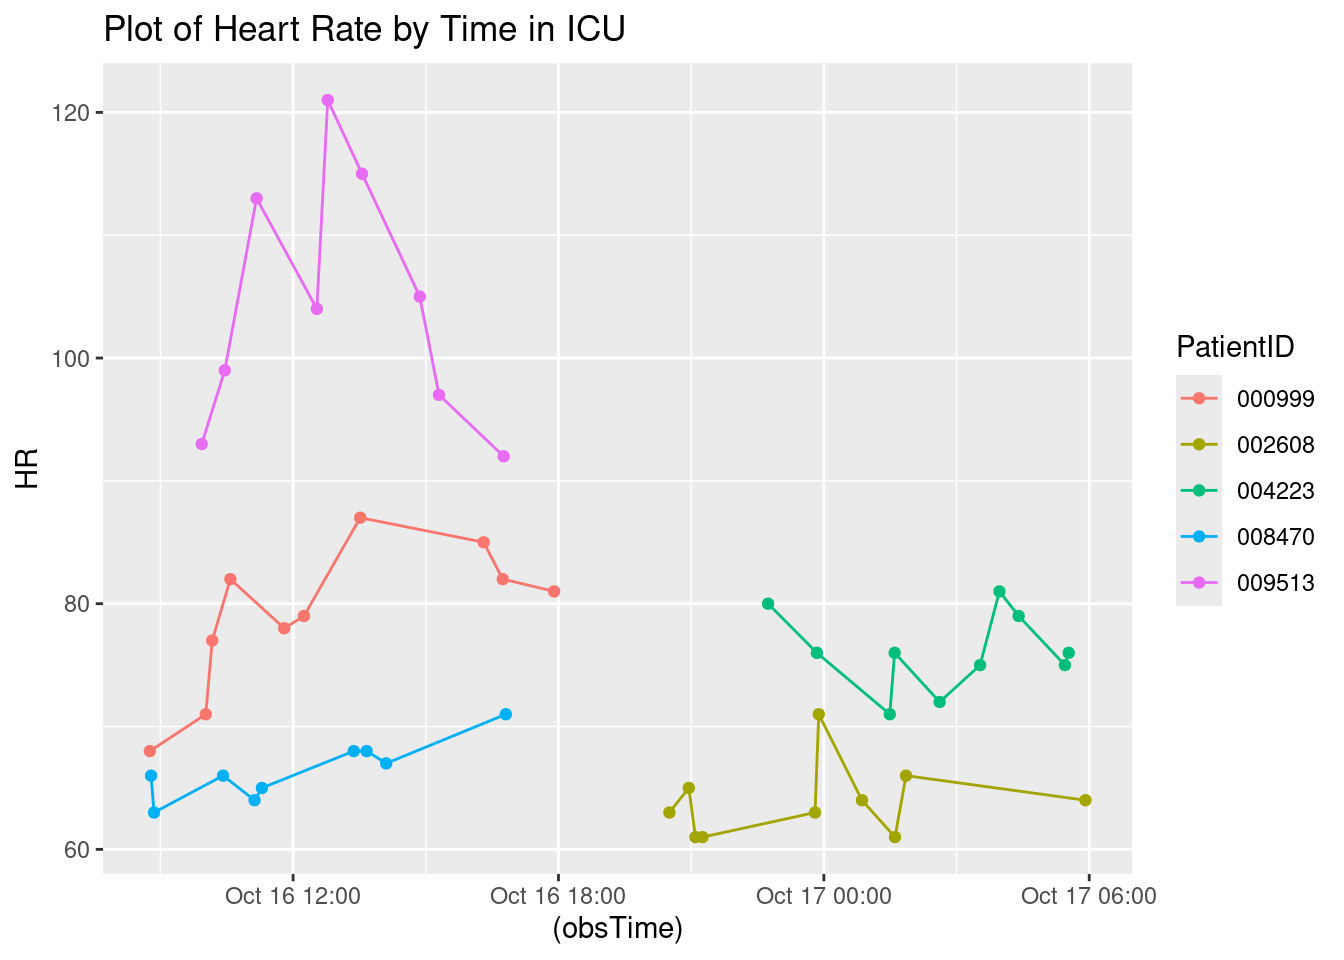 Plot of Heart Rate by Time in ICU
120
100
80
60
HR
Oct 16 12:00
Oct 16 18:00
Oct 17 00:00
Oct 17 06:00
(obsTime)
PatientID
000999
002608
004223
008470
009513